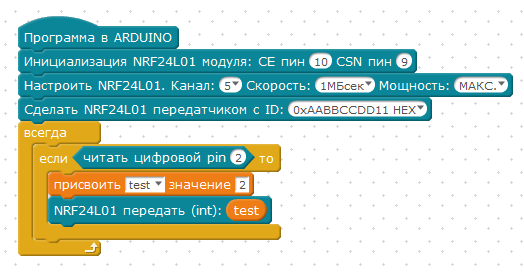 Программа в ARDUINO
Инициализация NRF24L01 модуля: CE пин 10 CSN пин 9
Настроить NRF24L01. Канал: 5 Скорость: 1МБсек Мощность: МАКС.
Сделать NRF24L01 передатчиком с ID: 0xAABBCCDD11 HEX
всегда
если читать цифровой pin 2 то
присвоить test значение 2
NRF24L01 передать (int): test